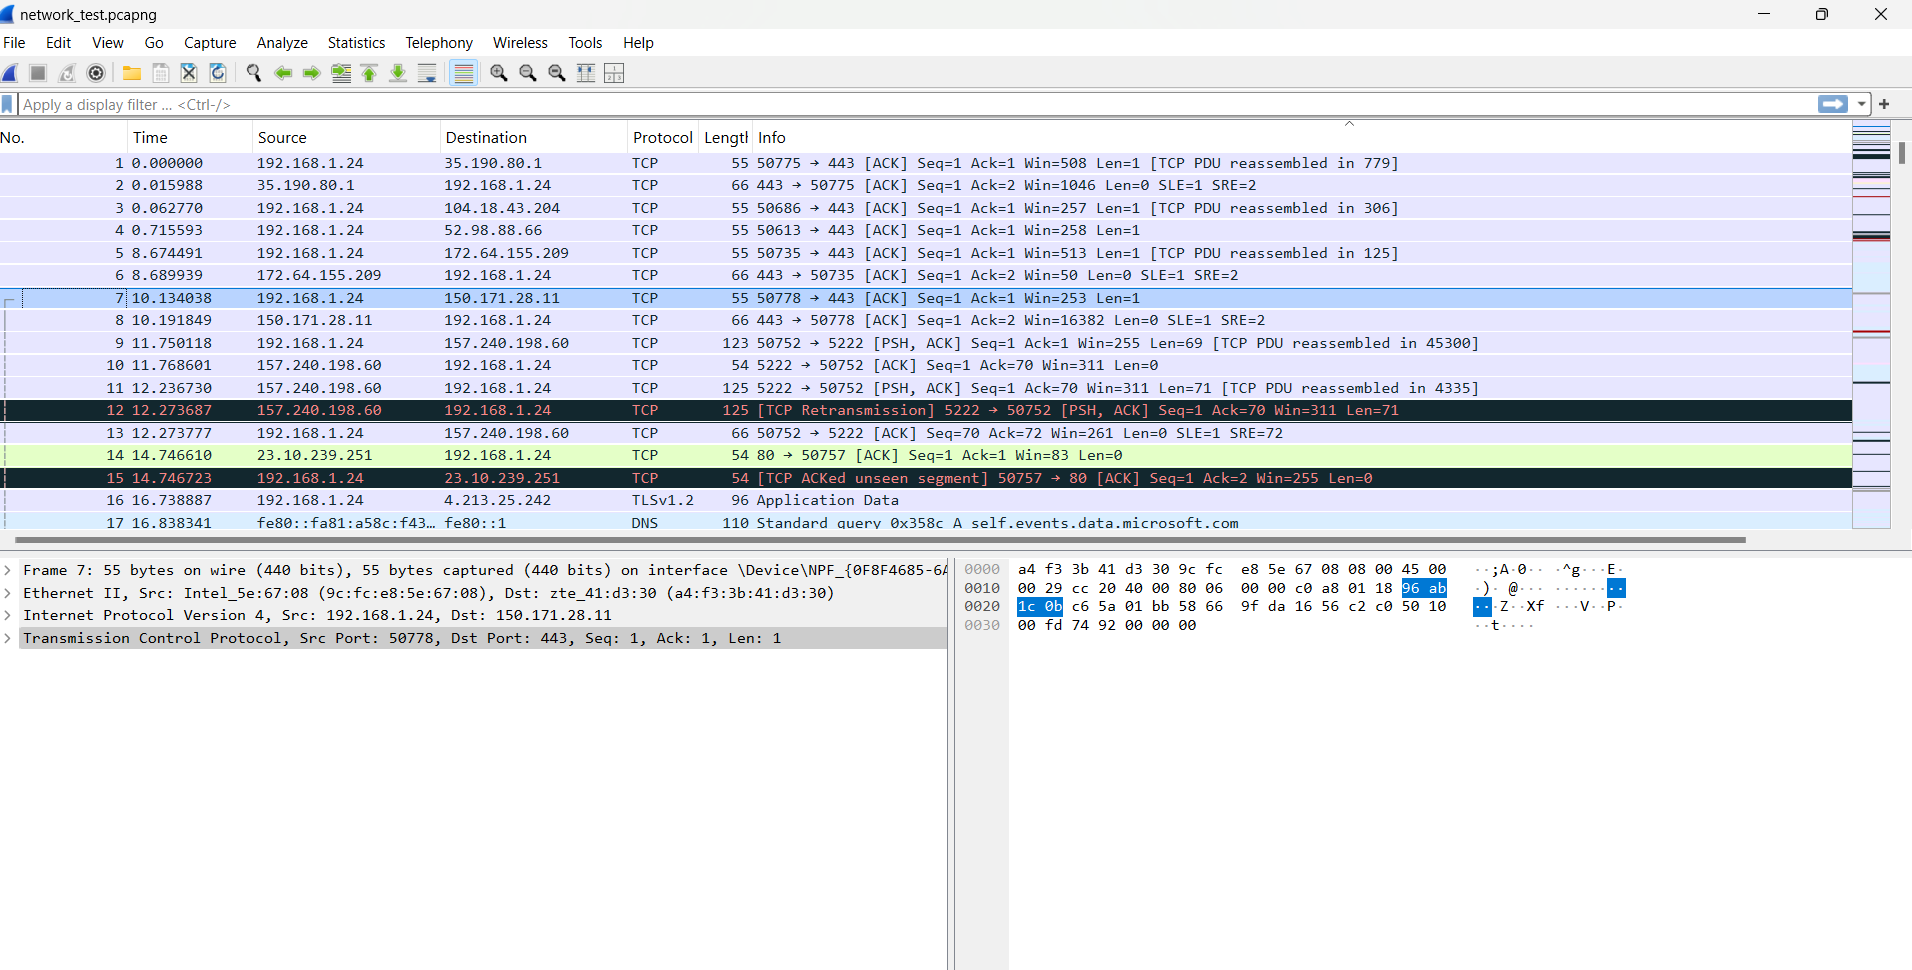 network_test.pcapng
File Edit View Go Capture Analyze Statistics Telephony Wireless Tools Help
Apply a display filter ... <Ctrl-/>
No. Time Source Destination Protocol Lengtl Info
1 0.000000 192.168.1.24 35.190.80.1 TCP 55 50775 → 443 [ACK] Seq=1 Ack=1 Win=508 Len=1 [TCP PDU reassembled in 779]
2 0.015988 35.190.80.1 192.168.1.24 TCP 66 443 → 50775 [ACK] Seq=1 Ack=2 Win=1046 Len=0 SLE=1 SRE=2
3 0.062770 192.168.1.24 104.18.43.204 TCP 55 50686 → 443 [ACK] Seq=1 Ack=1 Win=257 Len=1 [TCP PDU reassembled in 306]
4 0.715593 192.168.1.24 52.98.88.66 TCP 55 50613 → 443 [ACK] Seq=1 Ack=1 Win=258 Len=1
5 8.674491 192.168.1.24 172.64.155.209 TCP 55 50735 → 443 [ACK] Seq=1 Ack=1 Win=513 Len=1 [TCP PDU reassembled in 125]
6 8.689939 172.64.155.209 192.168.1.24 TCP 66 443 → 50735 [ACK] Seq=1 Ack=2 Win=50 Len=0 SLE=1 SRE=2
7 10.134038 192.168.1.24 150.171.28.11 TCP 55 50778 → 443 [ACK] Seq=1 Ack=1 Win=253 Len=1
8 10.191849 150.171.28.11 192.168.1.24 TCP 66 443 → 50778 [ACK] Seq=1 Ack=2 Win=16382 Len=0 SLE=1 SRE=2
9 11.750118 192.168.1.24 157.240.198.60 TCP 123 50752 → 5222 [PSH, ACK] Seq=1 Ack=1 Win=255 Len=69 [TCP PDU reassembled in 45300]
10 11.768601 157.240.198.60 192.168.1.24 TCP 54 5222 → 50752 [ACK] Seq=1 Ack=70 Win=311 Len=0
11 12.236730 157.240.198.60 192.168.1.24 TCP 125 5222 → 50752 [PSH, ACK] Seq=1 Ack=70 Win=311 Len=71 [TCP PDU reassembled in 4335]
12 12.273687 157.240.198.60 192.168.1.24 TCP 125 [TCP Retransmission] 5222 → 50752 [PSH, ACK] Seq=1 Ack=70 Win=311 Len=71
13 12.273777 192.168.1.24 157.240.198.60 TCP 66 50752 → 5222 [ACK] Seq=70 Ack=72 Win=261 Len=0 SLE=1 SRE=72
14 14.746610 23.10.239.251 192.168.1.24 TCP 54 80 → 50757 [ACK] Seq=1 Ack=1 Win=83 Len=0
15 14.746723 192.168.1.24 23.10.239.251 TCP 54 [TCP ACKed unseen segment] 50757 → 80 [ACK] Seq=1 Ack=2 Win=255 Len=0
16 16.738887 192.168.1.24 4.213.25.242 TLSv1.2 96 Application Data
17 16.838341 fe80::fa81:a58c:f43… fe80::1 DNS 110 Standard query 0x358c A self.events.data.microsoft.com
Frame 7: 55 bytes on wire (440 bits), 55 bytes captured (440 bits) on interface \Device\NPF_{0F8F4685-6A
Ethernet II, Src: Intel_5e:67:08 (9c:fc:e8:5e:67:08), Dst: zte_41:d3:30 (a4:f3:3b:41:d3:30)
Internet Protocol Version 4, Src: 192.168.1.24, Dst: 150.171.28.11
Transmission Control Protocol, Src Port: 50778, Dst Port: 443, Seq: 1, Ack: 1, Len: 1
0000 a4 f3 3b 41 d3 30 9c fc e8 5e 67 08 08 00 45 00 ··;A·0·· ·^g···E·
0010 00 29 cc 20 40 00 80 06 00 00 c0 a8 01 18 96 ab ·)· @··· ········
0020 1c 0b c6 5a 01 bb 58 66 9f da 16 56 c2 c0 50 10 ···Z··Xf ···V··P·
0030 00 fd 74 92 00 00 00 ··t····